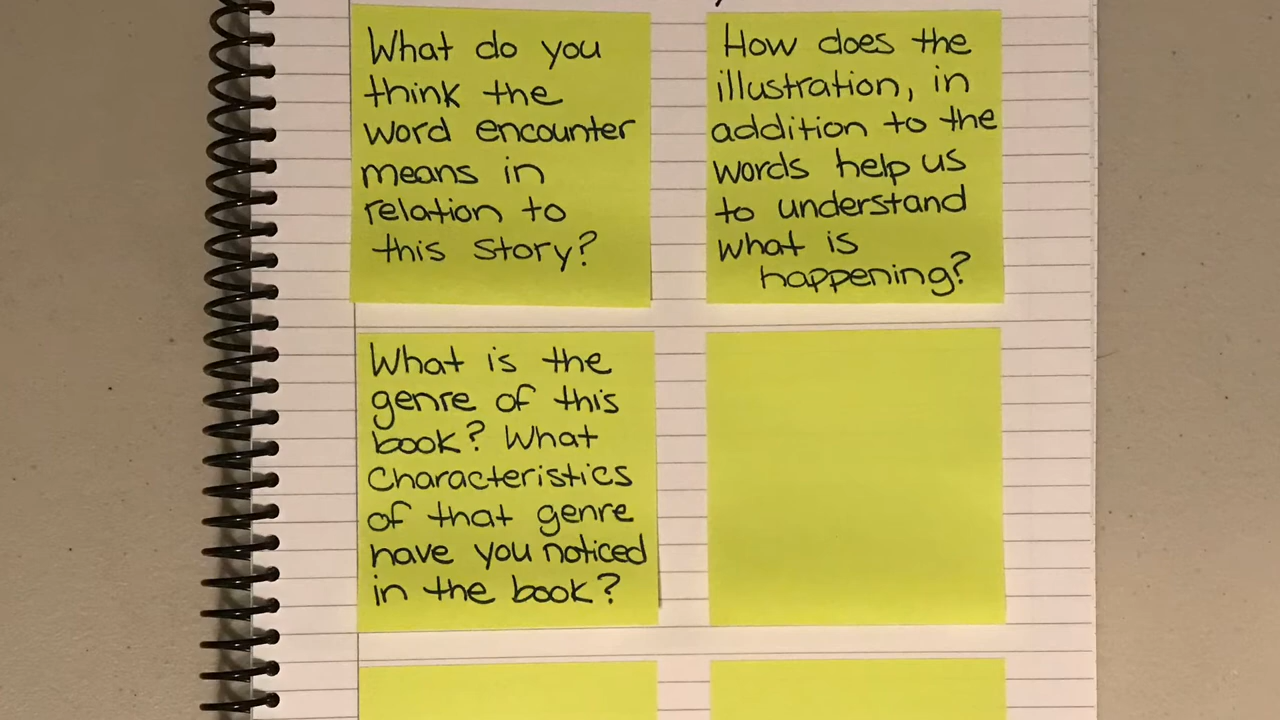 What do you
think the
word encounter
means in
relation to
this story?
How does the
illustration, in
addition to the
words help us
to understand
what is
happening?
What is the
genre of this
book? What
Characteristics
of that genre
have you noticed
in the book?